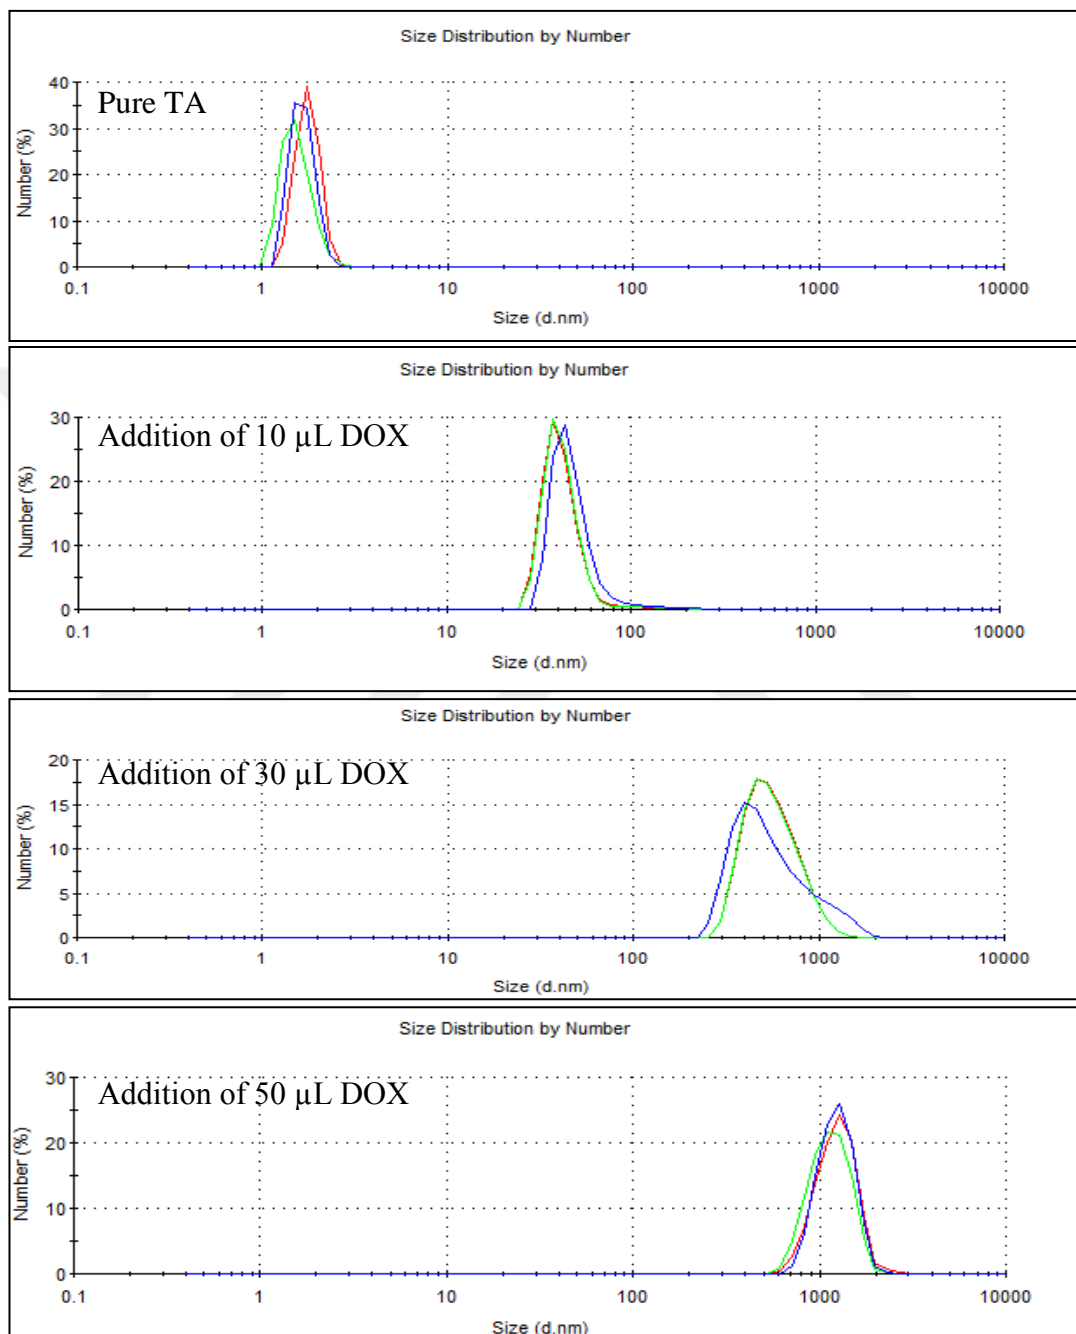 Size Distribution by Number
Pure TA
Number (%)
40
30
20
10
0
0.1 1 10 100 1000 10000
Size (d.nm)
Size Distribution by Number
Addition of 10 µL DOX
Number (%)
30
20
10
0
0.1 1 10 100 1000 10000
Size (d.nm)
Size Distribution by Number
Addition of 30 µL DOX
Number (%)
20
15
10
5
0
0.1 1 10 100 1000 10000
Size (d.nm)
Size Distribution by Number
Addition of 50 µL DOX
Number (%)
30
20
10
0
0.1 1 10 100 1000 10000
Size (d.nm)